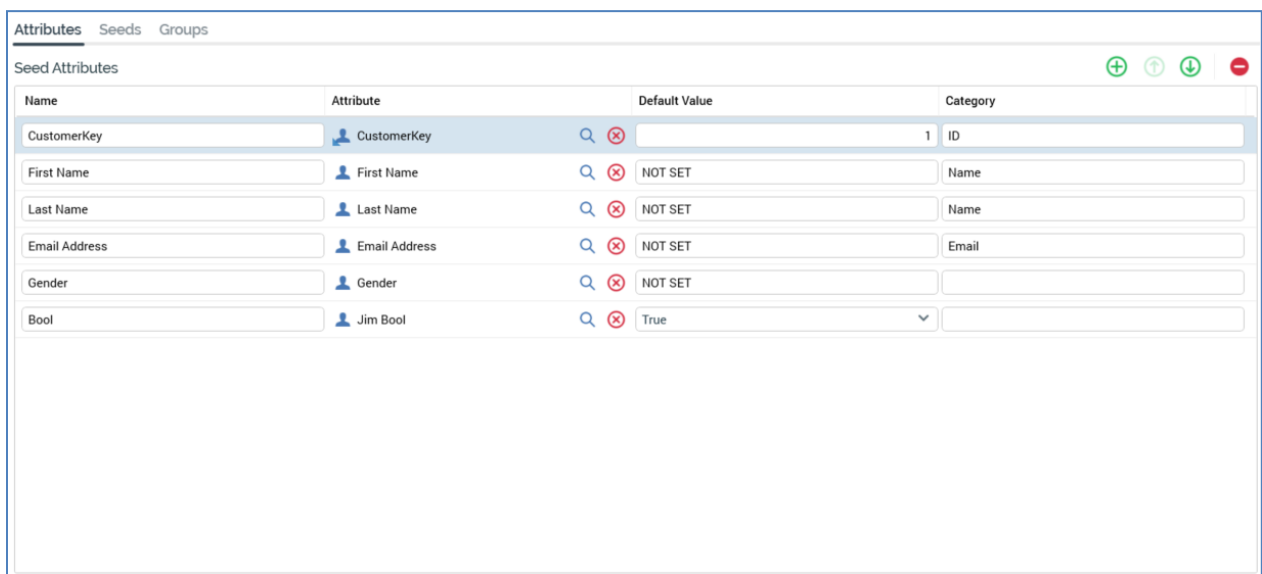 Attributes Seeds Groups
Seed Attributes
Name Attribute Default Value Category
CustomerKey CustomerKey 1 ID
First Name First Name NOT SET Name
Last Name Last Name NOT SET Name
Email Address Email Address NOT SET Email
Gender Gender NOT SET
Bool Jim Bool True